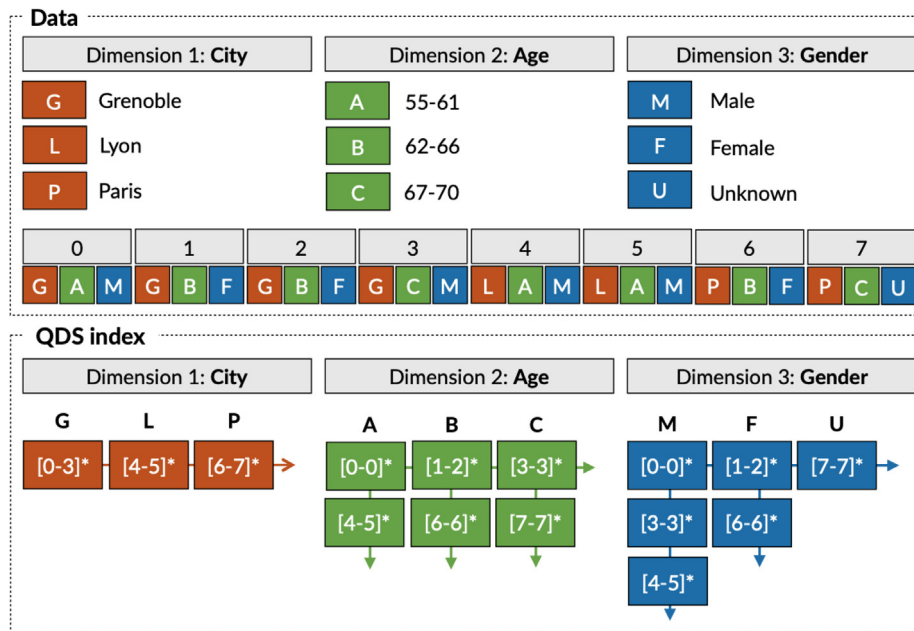 Data
Dimension 1: City
Dimension 2: Age
Dimension 3: Gender
G Grenoble A 55-61 M Male
L Lyon B 62-66 F Female
P Paris C 67-70 U Unknown
0 1 2 3 4 5 6 7
G A M G B F G B F G C M L A M L A M P B F P C U
QDS index
Dimension 1: City
Dimension 2: Age
Dimension 3: Gender
G L P A B C M F U
[0-3]* [4-5]* [6-7]* [0-0]* [1-2]* [3-3]* [0-0]* [1-2]* [7-7]*
[4-5]* [6-6]* [7-7]* [3-3]* [6-6]*
[4-5]*